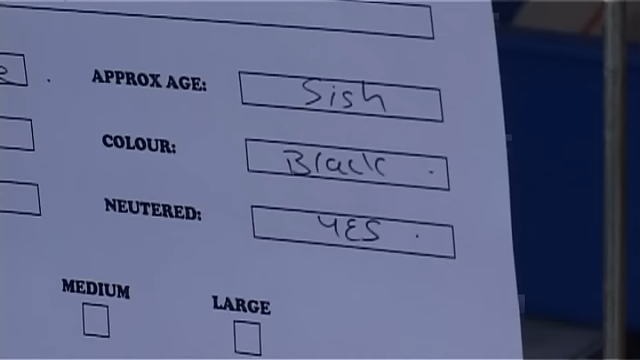 APPROX AGE: 5ish
COLOUR: Black
NEUTERED: YES
MEDIUM LARGE